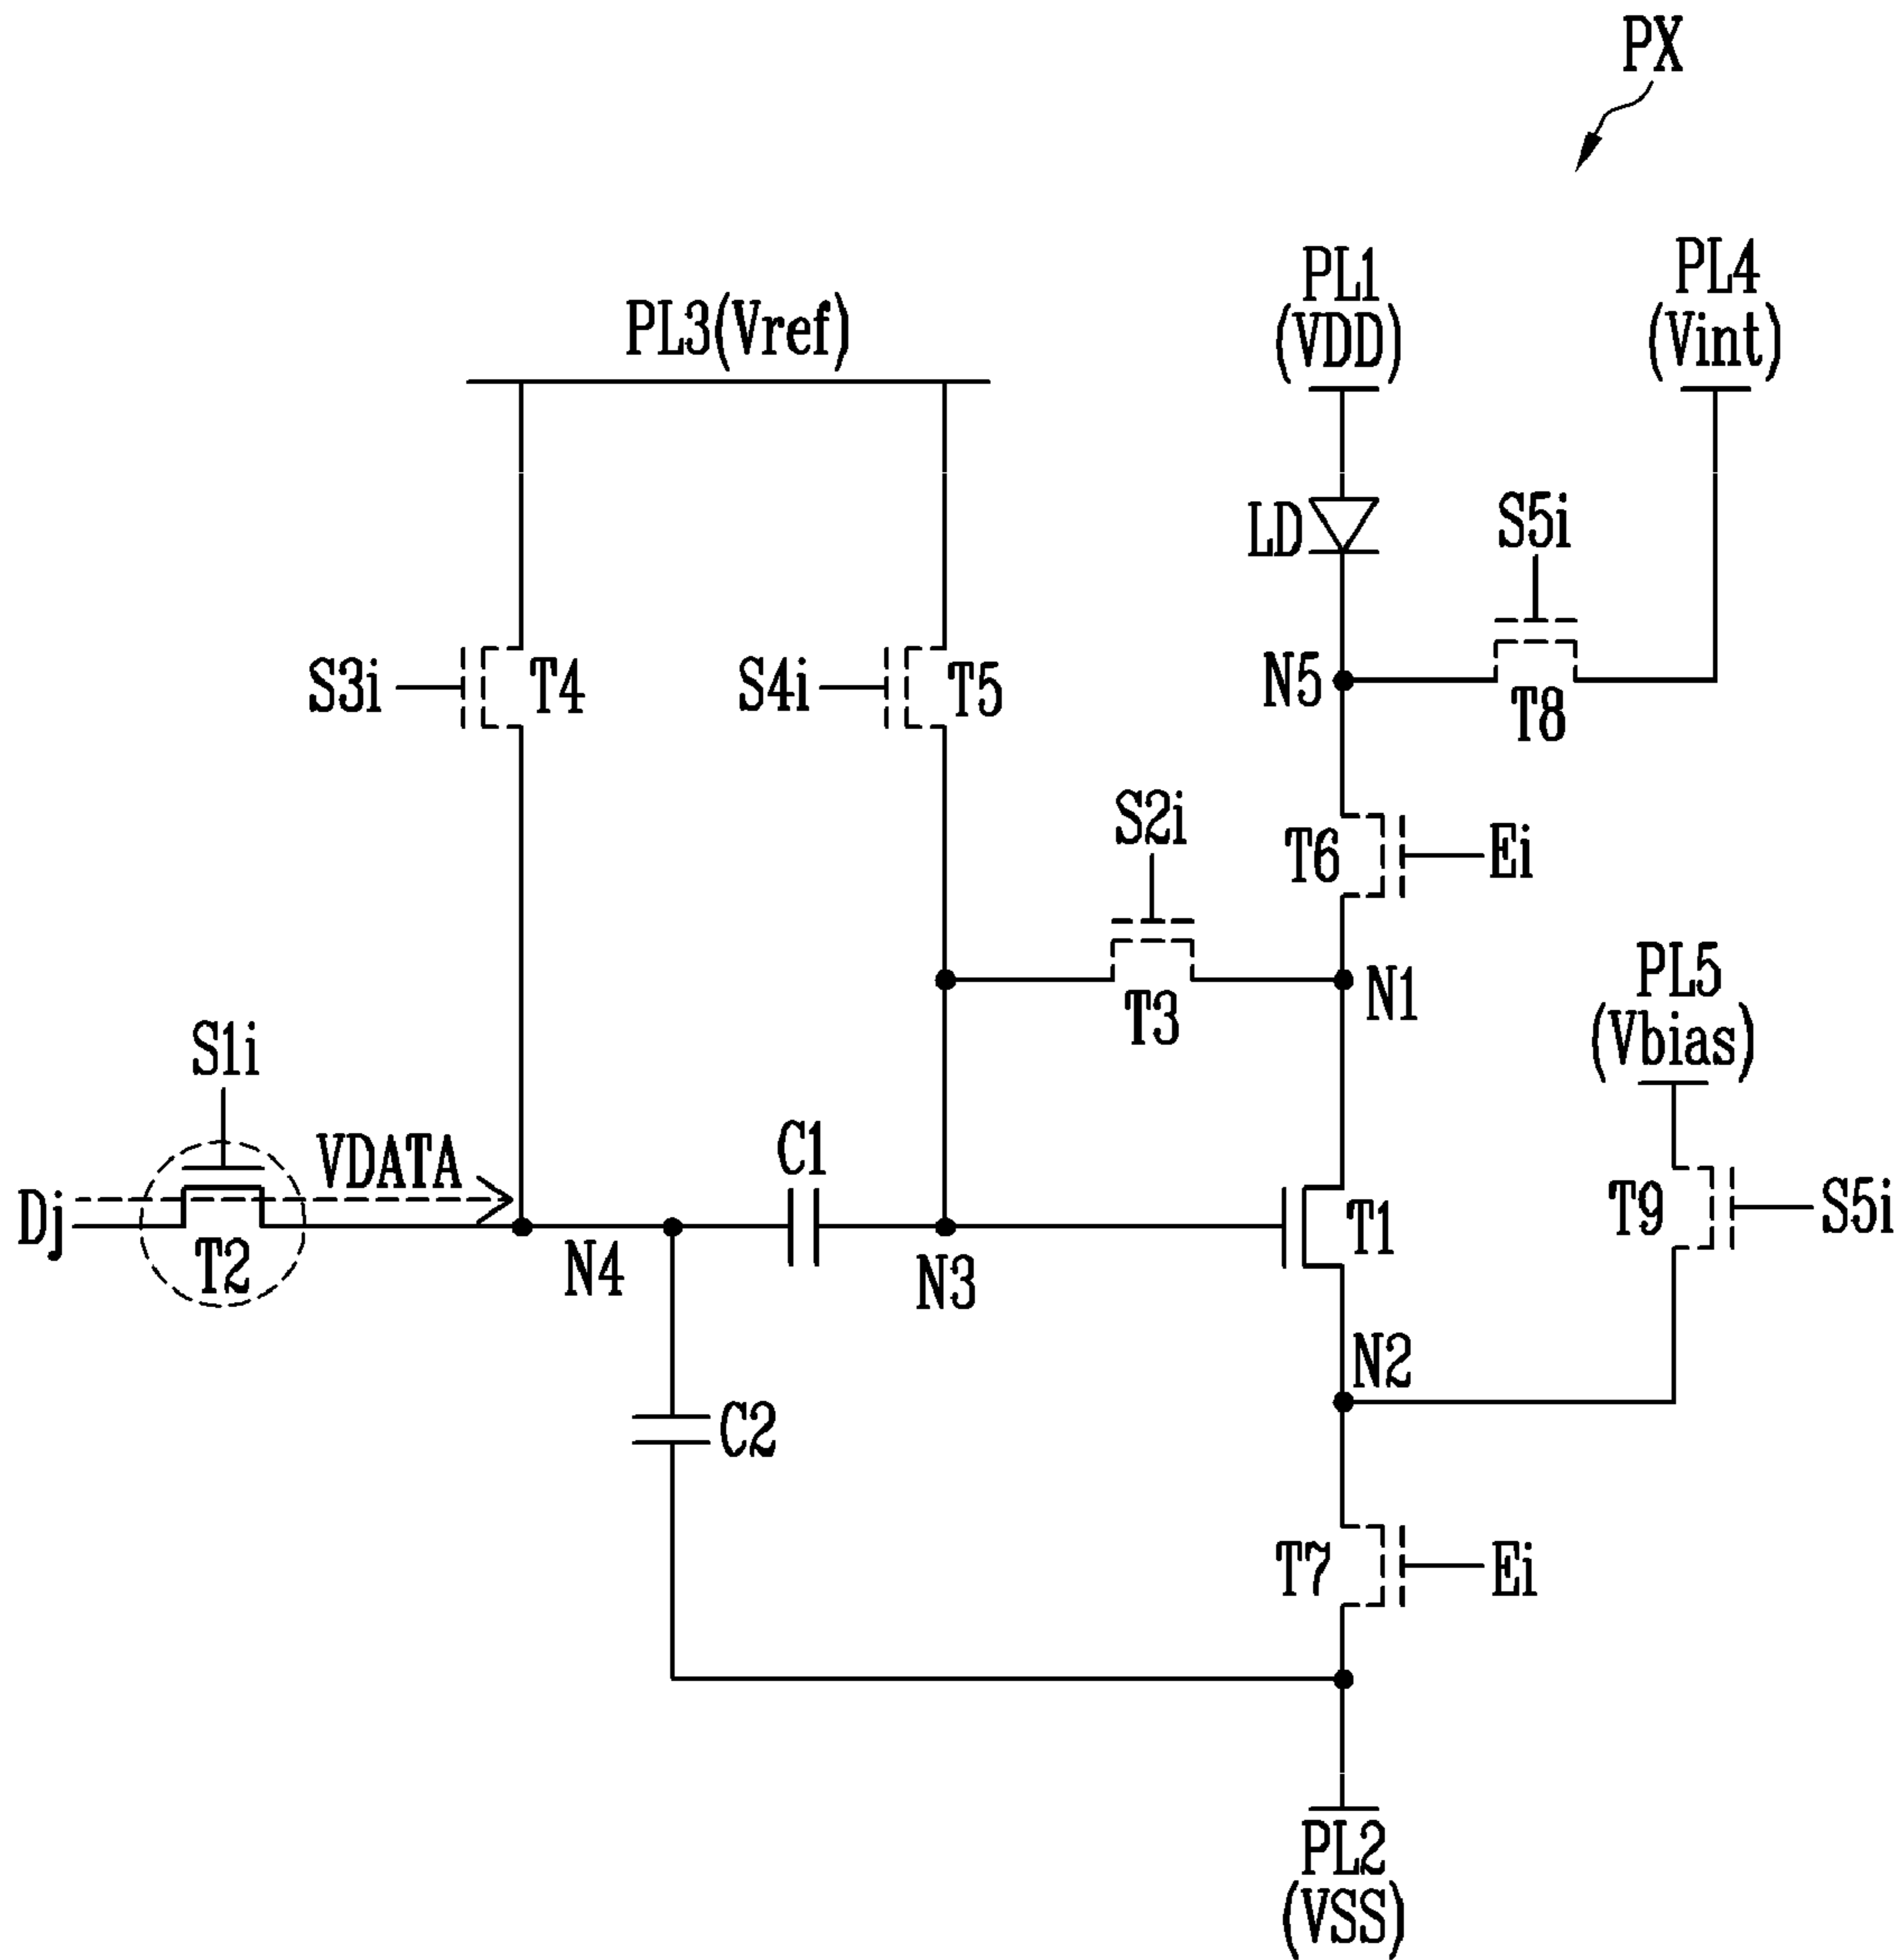 PX
PL3(Vref)
PL1
(VDD)
PL4
(Vint)
LD
S5i
S3i
T4
S4i
T5
N5
T8
S2i
T6
Ei
T3
N1
PL5
(Vbias)
S1i
VDATA
C1
Dj
T2
N4
N3
T1
T9
S5i
N2
C2
T7
Ei
PL2
(VSS)